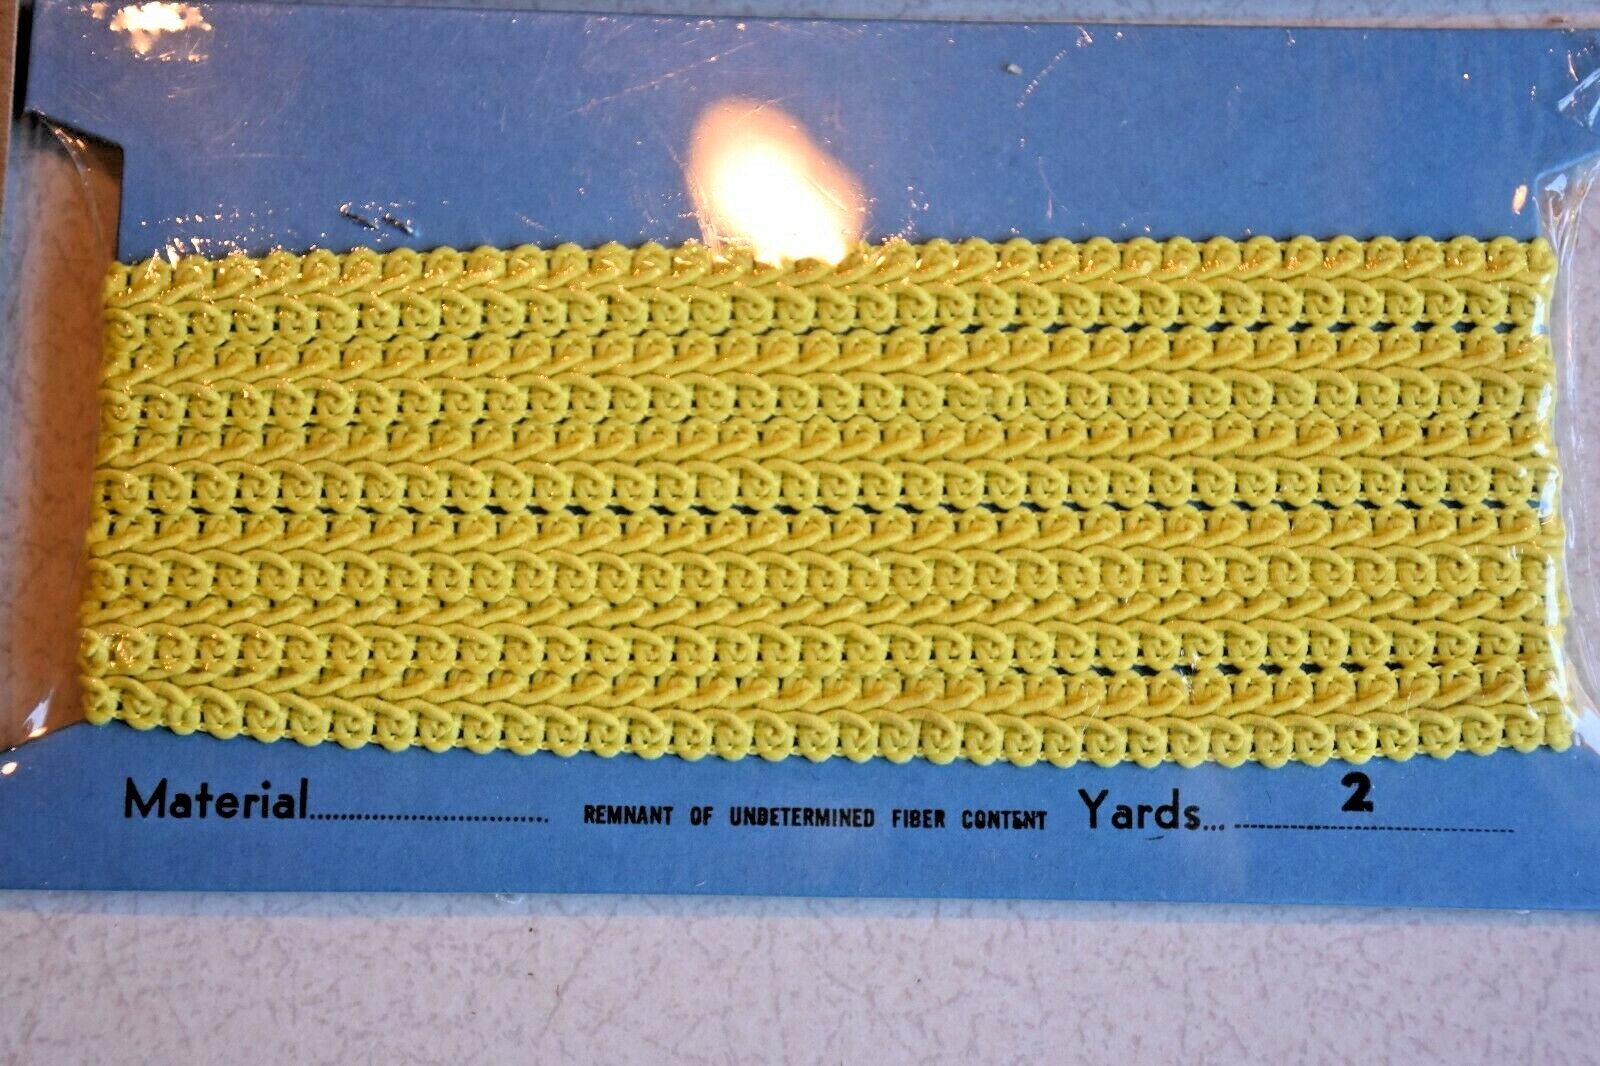 Material........................... REMNANT OF UNDETERMINED FIBER CONTENT Yards... 2